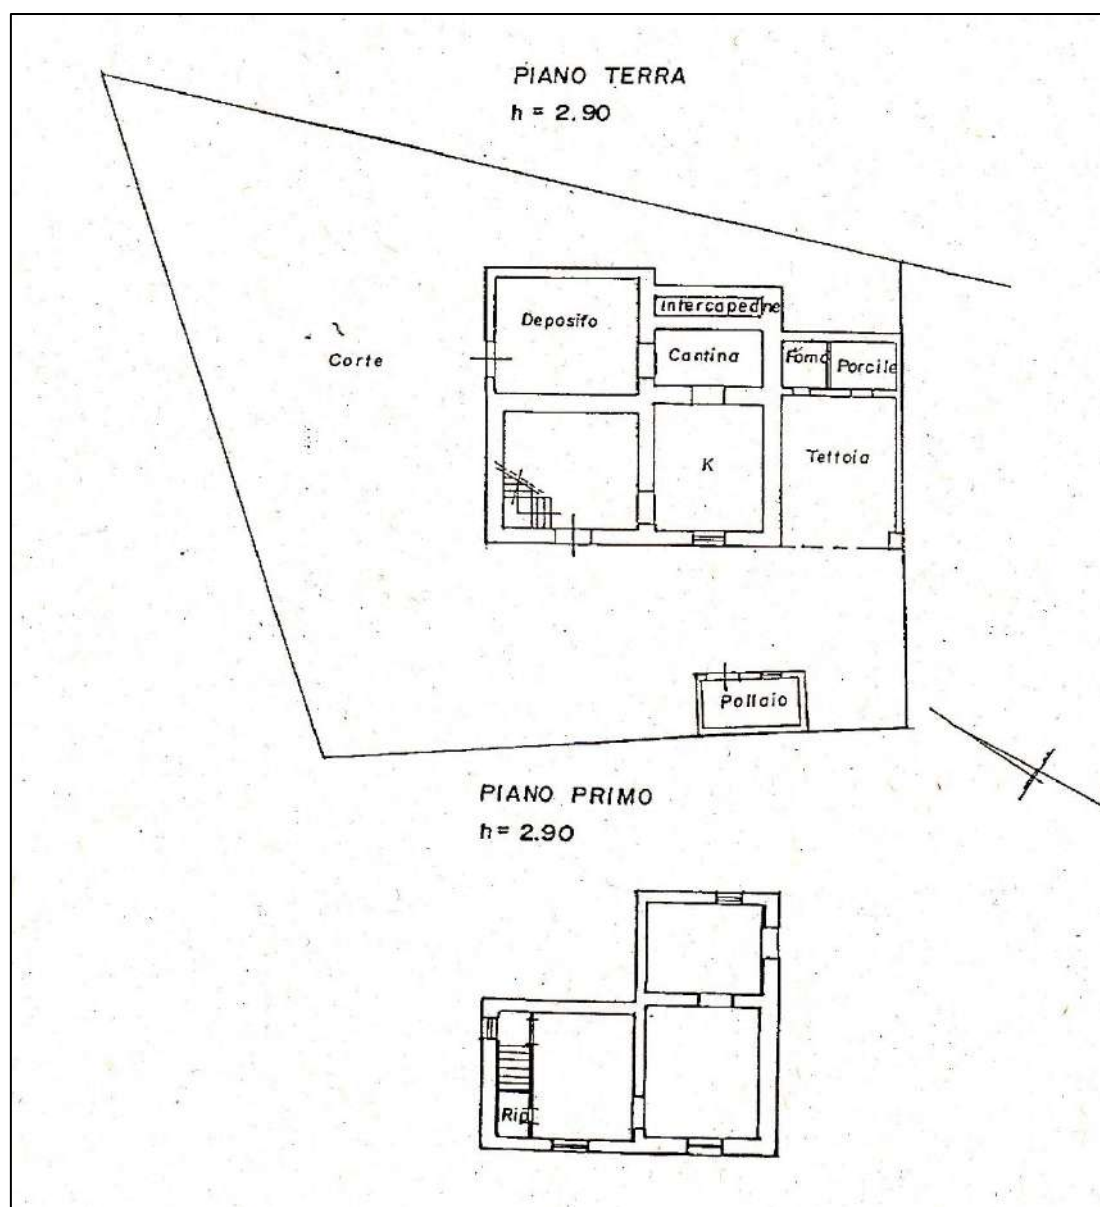 PIANO TERRA
h = 2.90
Intercapedine
Deposito
Cantina
Forno
Porcile
Corte
Tettoia
K
Pollaio
PIANO PRIMO
h = 2.90
Rip